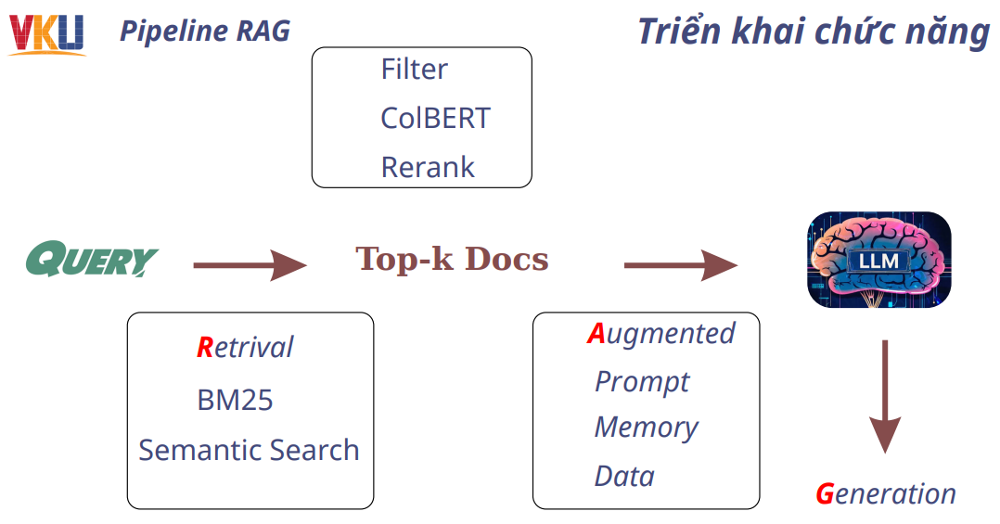 VKU
Pipeline RAG
Triển khai chức năng
Filter
ColBERT
Rerank
QUERY
Top-k Docs
LLM
Retrival
BM25
Semantic Search
Augmented
Prompt
Memory
Data
Generation